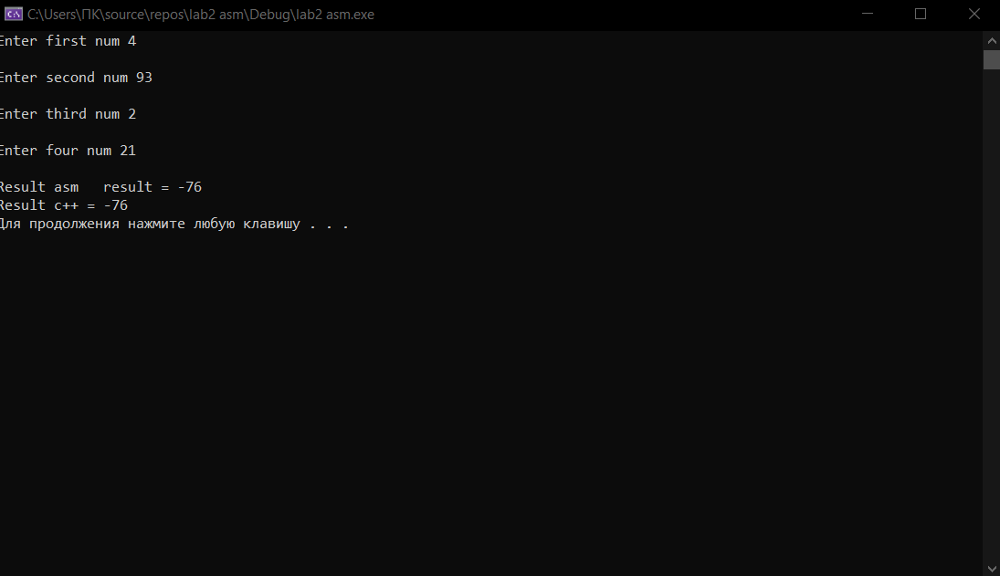 C:\Users\ПК\source\repos\lab2 asm\Debug\lab2 asm.exe
Enter first num 4
Enter second num 93
Enter third num 2
Enter four num 21
Result asm   result = -76
Result c++ = -76
Для продолжения нажмите любую клавишу . . .